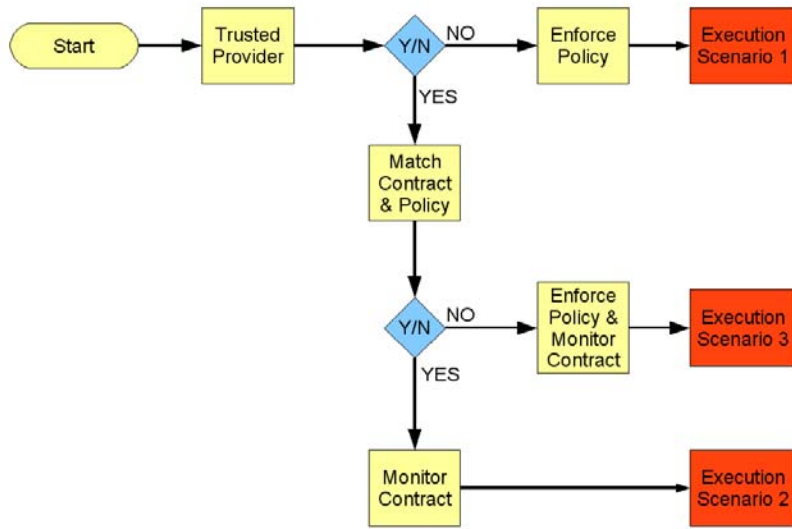 Start
Trusted
Provider
Y/N
NO
Enforce
Policy
Execution
Scenario 1
YES
Match
Contract
& Policy
Y/N
NO
Enforce
Policy &
Monitor
Contract
Execution
Scenario 3
YES
Monitor
Contract
Execution
Scenario 2